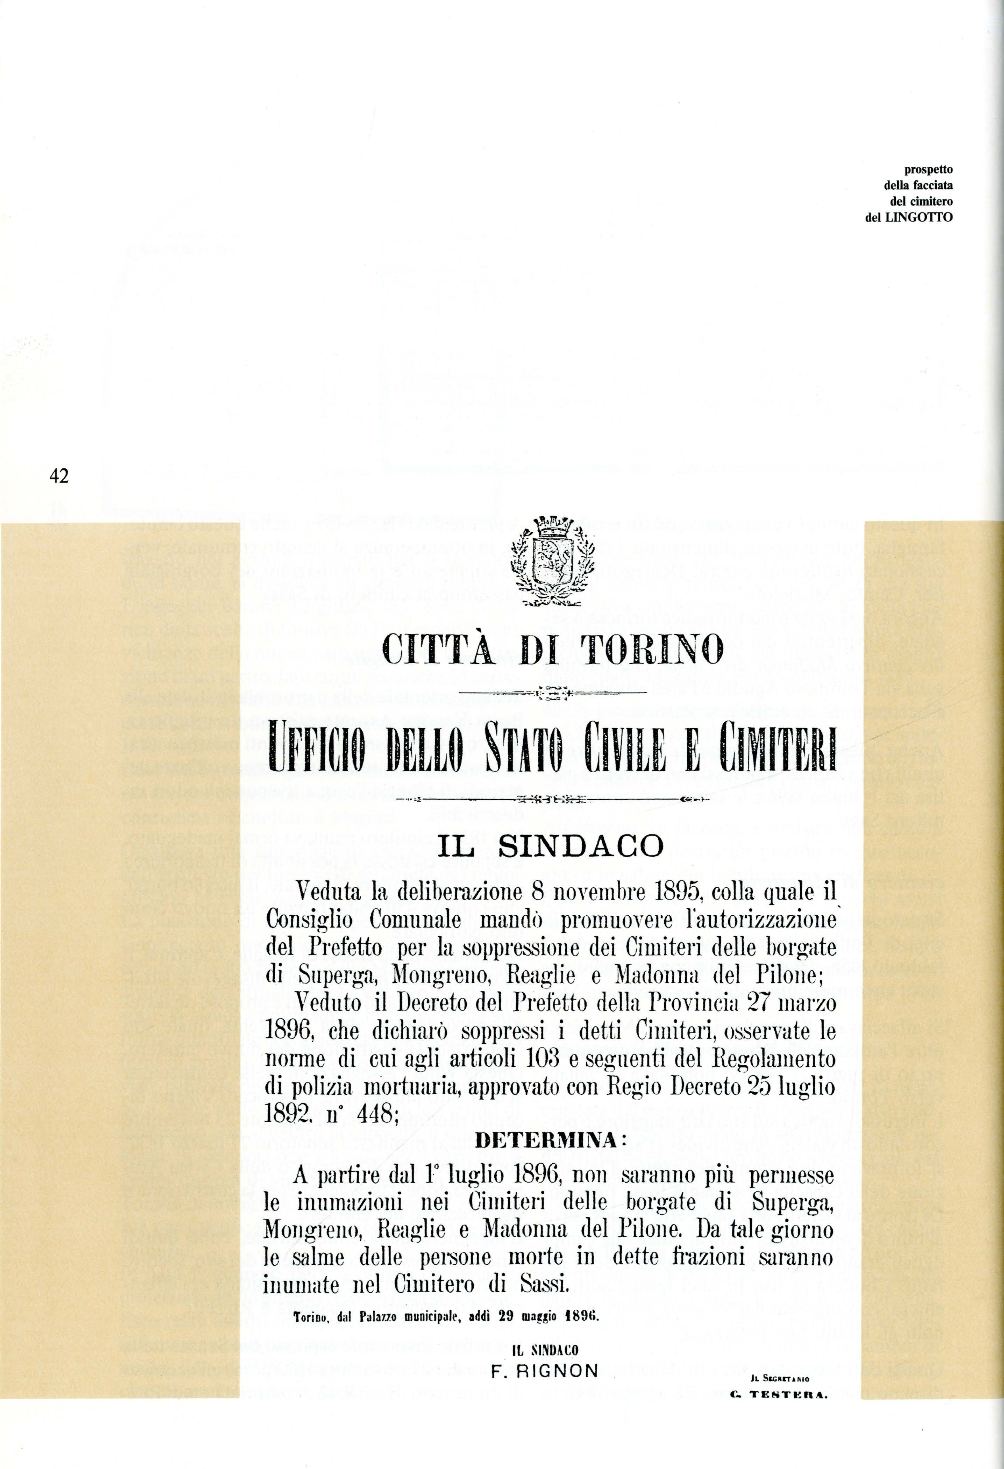 prospetto
della facciata
del cimitero
del LINGOTTO
42
CITTÀ DI TORINO
UFFICIO DELLO STATO CIVILE E CIMITERI
IL SINDACO
Veduta la deliberazione 8 novembre 1895, colla quale il
Consiglio Comunale mandò promuovere l'autorizzazione
del Prefetto per la soppressione dei Cimiteri delle borgate
di Superga, Mongreno, Reaglie e Madonna del Pilone;
Veduto il Decreto del Prefetto della Provincia 27 marzo
1896, che dichiarò soppressi i detti Cimiteri, osservate le
norme di cui agli articoli 103 e seguenti del Regolamento
di polizia mortuaria, approvato con Regio Decreto 25 luglio
1892. n° 448;
DETERMINA:
A partire dal 1° luglio 1896, non saranno più permesse
le inumazioni nei Cimiteri delle borgate di Superga,
Mongreno, Reaglie e Madonna del Pilone. Da tale giorno
le salme delle persone morte in dette frazioni saranno
inumate nel Cimitero di Sassi.
Torino, dal Palazzo municipale, addì 29 maggio 1896.
IL SINDACO
F. RIGNON
IL SEGRETARIO
C. TESTERA.